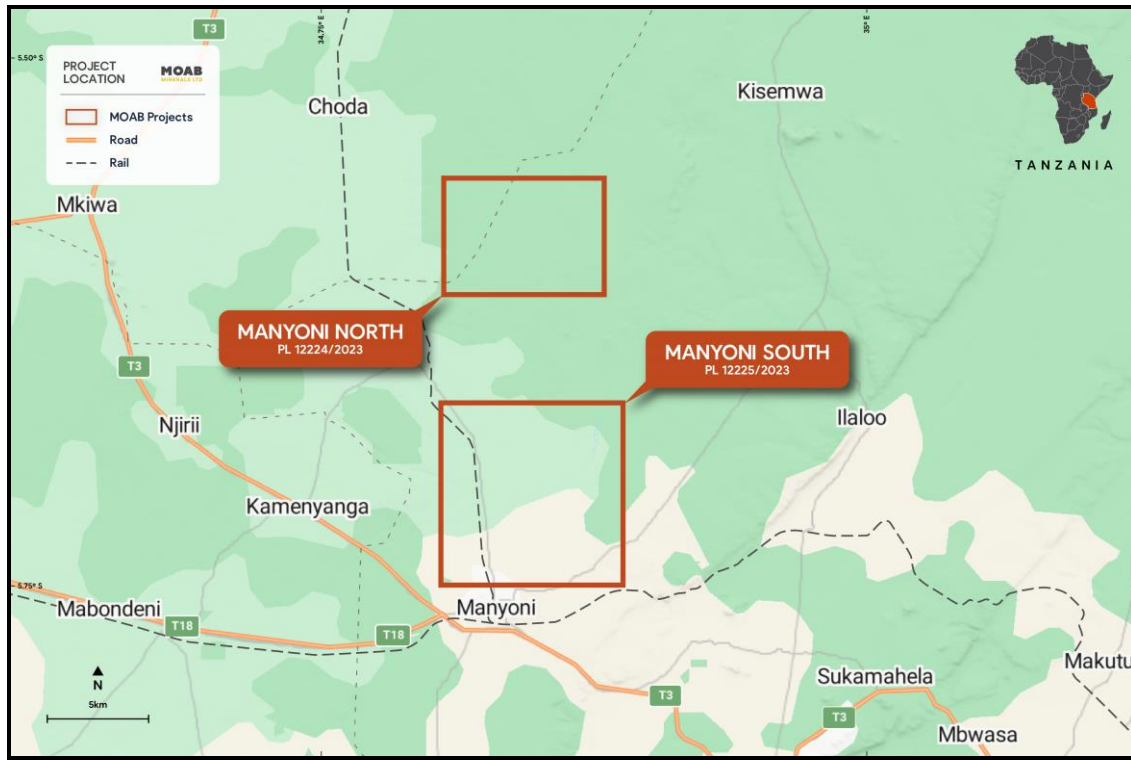 T3
34.75° E
35° E
5.50° S
PROJECT
LOCATION
MOAB
MINERALS LTD
MOAB Projects
Road
Rail
Choda
Kisemwa
TANZANIA
Mkiwa
MANYONI NORTH
PL 12224/2023
MANYONI SOUTH
PL 12225/2023
T3
Njirii
Ilaloo
Kamenyanga
5.75° S
Mabondeni
Manyoni
T18
T18
Makutu
Sukamahela
N
5km
T3
T3
Mbwasa